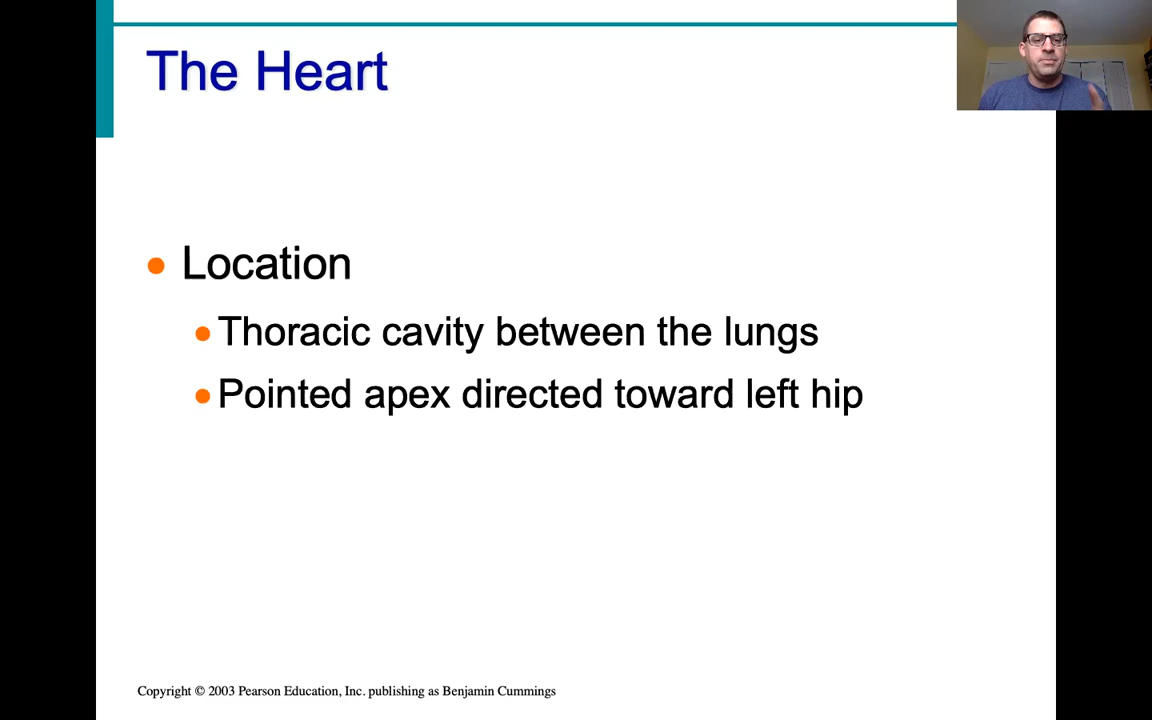 The Heart
Location
Thoracic cavity between the lungs
Pointed apex directed toward left hip
Copyright © 2003 Pearson Education, Inc. publishing as Benjamin Cummings